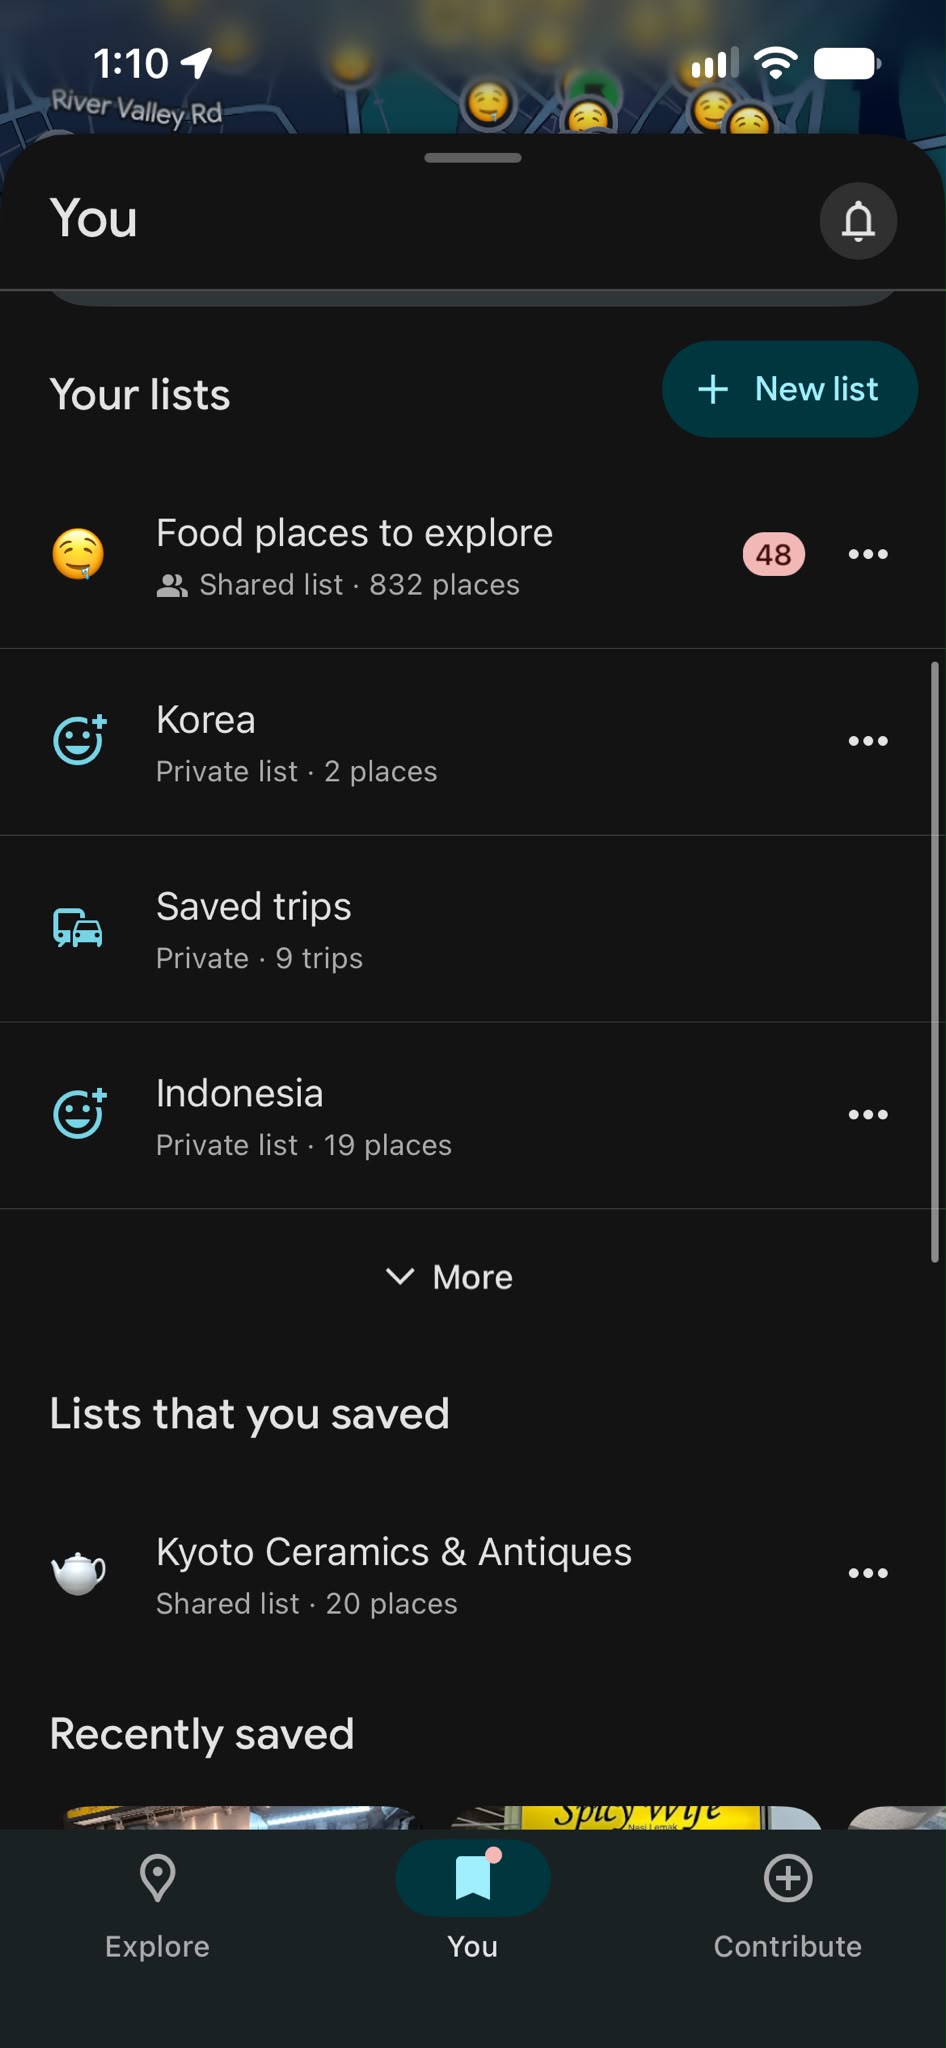 1:10
River Valley Rd
You
Your lists
New list
Food places to explore
Shared list · 832 places
48
Korea
Private list · 2 places
Saved trips
Private · 9 trips
Indonesia
Private list · 19 places
More
Lists that you saved
Kyoto Ceramics & Antiques
Shared list · 20 places
Recently saved
Spicy Wife
Nasi Lemak
Explore
You
Contribute